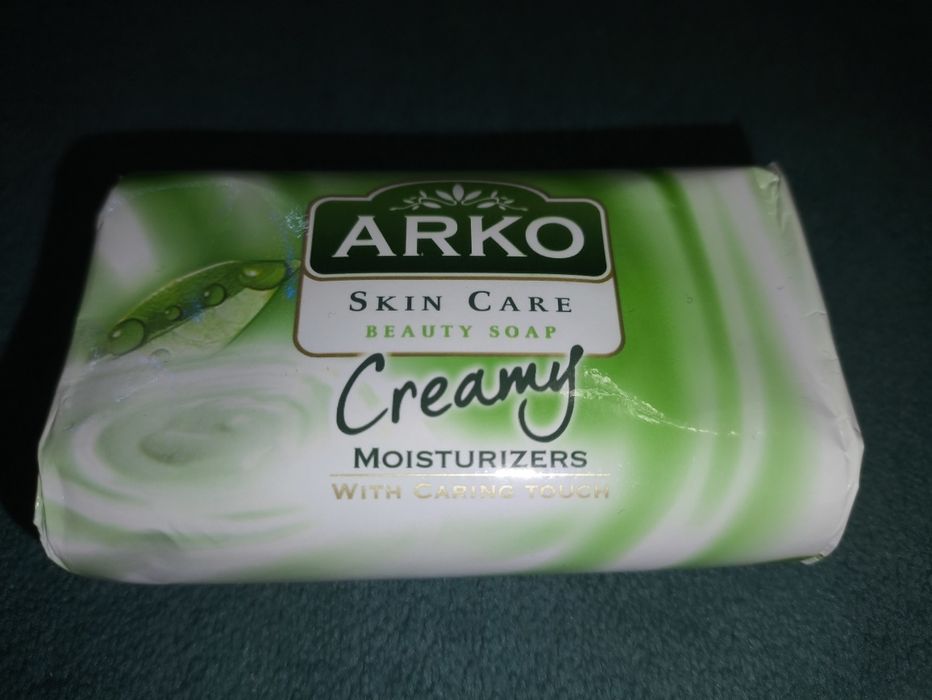 ARKO
SKIN CARE
BEAUTY SOAP
Creamy
MOISTURIZERS
WITH CARING TOUCH